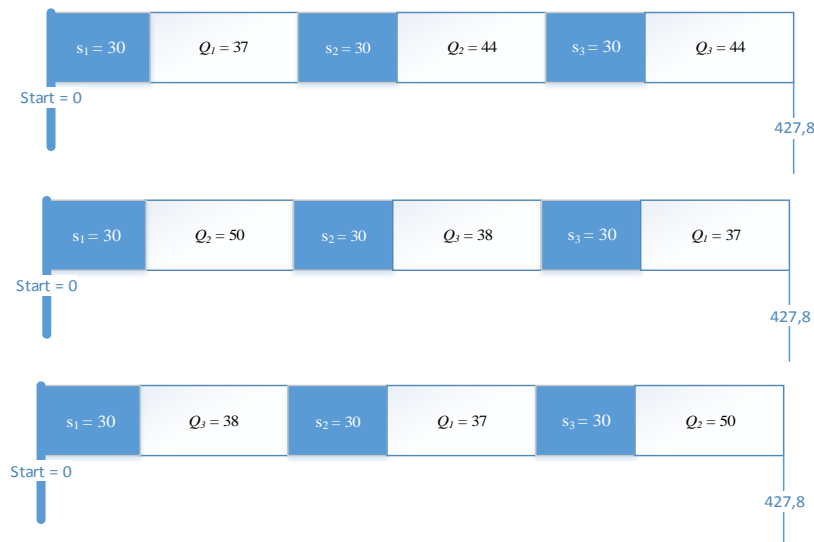 s₁ = 30 Q₁ = 37 s₂ = 30 Q₂ = 44 s₃ = 30 Q₃ = 44
Start = 0
427,8
s₁ = 30 Q₂ = 50 s₂ = 30 Q₃ = 38 s₃ = 30 Q₁ = 37
Start = 0
427,8
s₁ = 30 Q₃ = 38 s₂ = 30 Q₁ = 37 s₃ = 30 Q₂ = 50
Start = 0
427,8